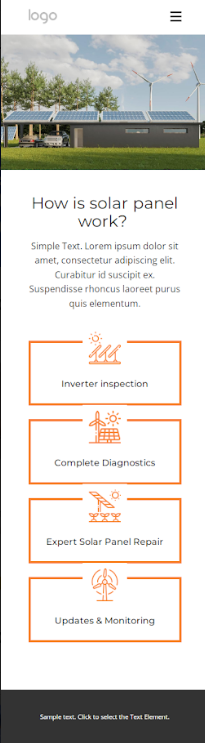 logo
How is solar panel
work?
Simple Text. Lorem ipsum dolor sit
amet, consectetur adipiscing elit.
Curabitur id suscipit ex.
Suspendisse rhoncus laoreet purus
quis elementum.
Inverter inspection
Complete Diagnostics
Expert Solar Panel Repair
Updates & Monitoring
Sample text. Click to select the Text Element.